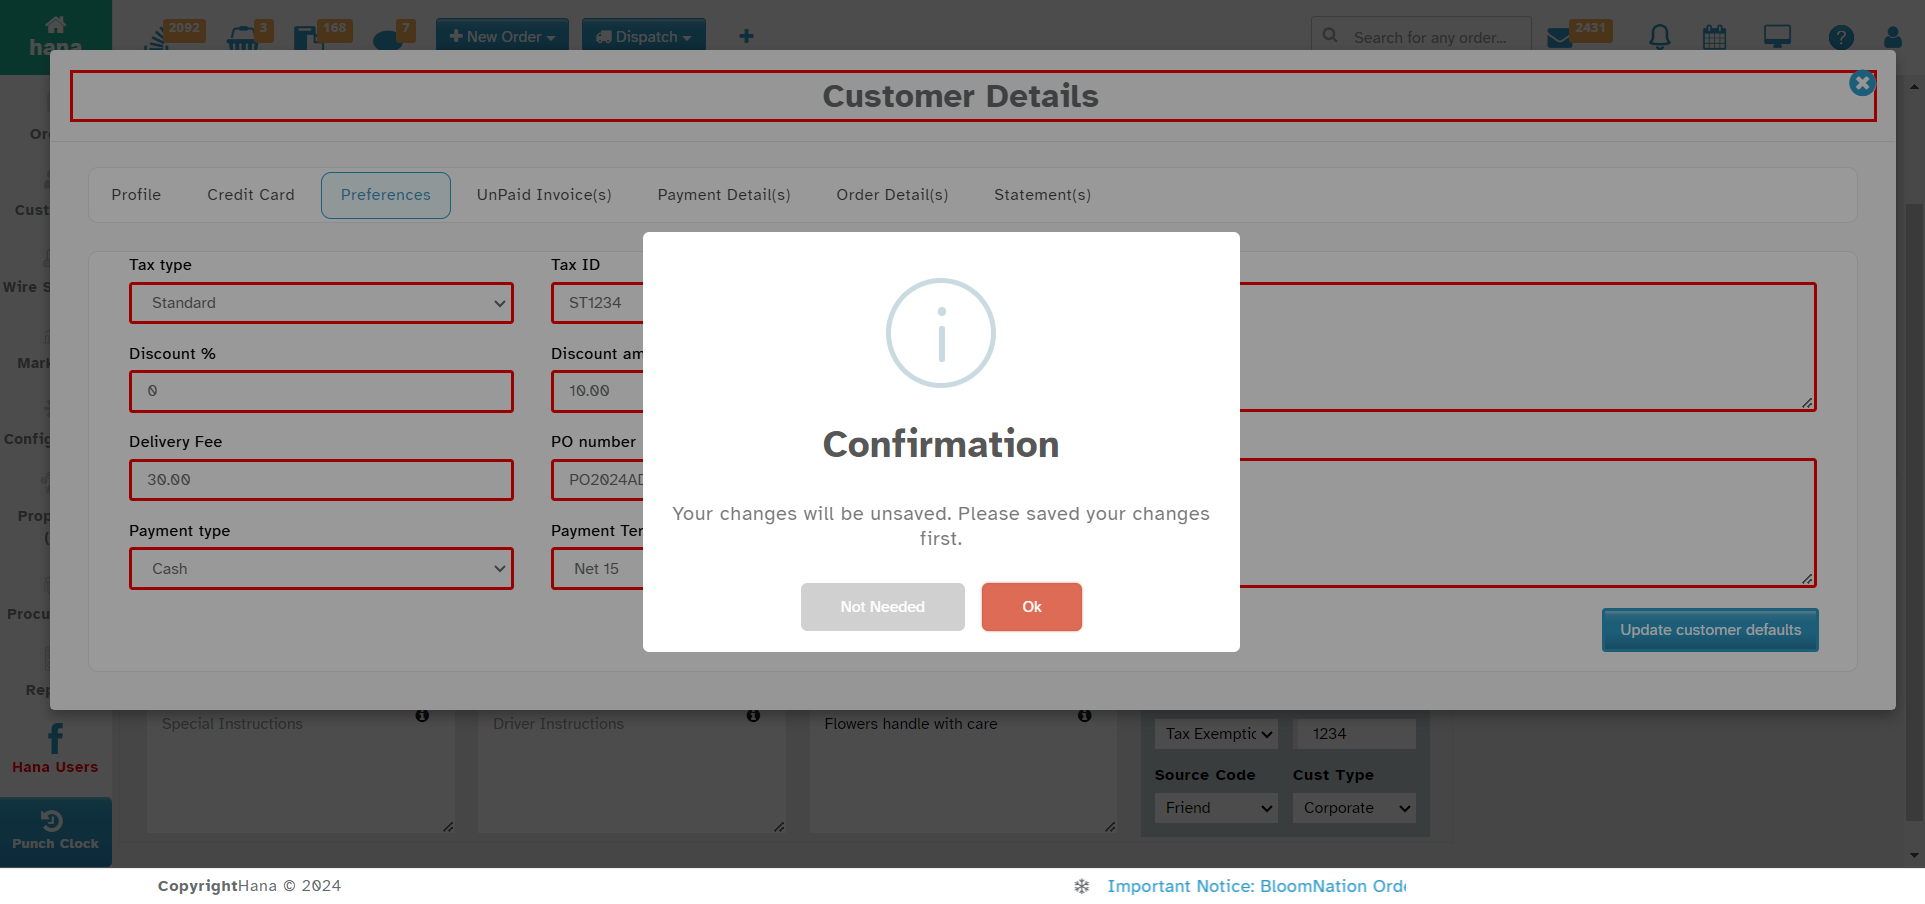 hana
2092
3
168
7
New Order
Dispatch
Search for any order...
2431
?
Customer Details
Profile
Credit Card
Preferences
UnPaid Invoice(s)
Payment Detail(s)
Order Detail(s)
Statement(s)
Tax type
Tax ID
Standard
ST1234
Discount %
Discount am
0
10.00
Delivery Fee
PO number
30.00
PO2024AD
Payment type
Payment Ter
Cash
Net 15
Confirmation
Your changes will be unsaved. Please saved your changes
first.
Not Needed
Ok
Update customer defaults
Or
Cust
Wire S
Mark
Config
Prop
(
Procu
Rep
Hana Users
Punch Clock
Special Instructions
Driver Instructions
Flowers handle with care
Tax Exemptic
1234
Source Code
Cust Type
Friend
Corporate
CopyrightHana © 2024
Important Notice: BloomNation Orde